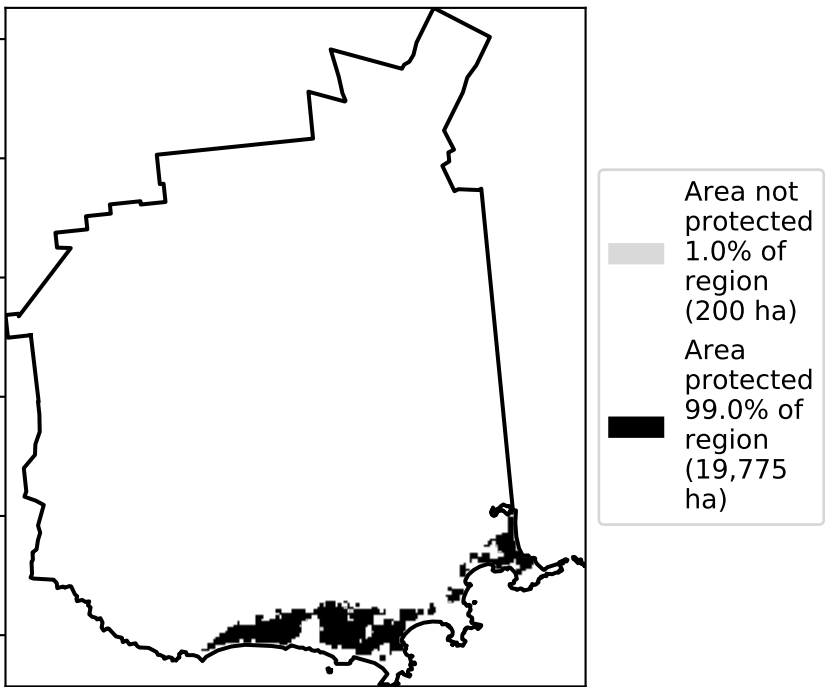 Area not
protected
1.0% of
region
(200 ha)
Area
protected
99.0% of
region
(19,775
ha)